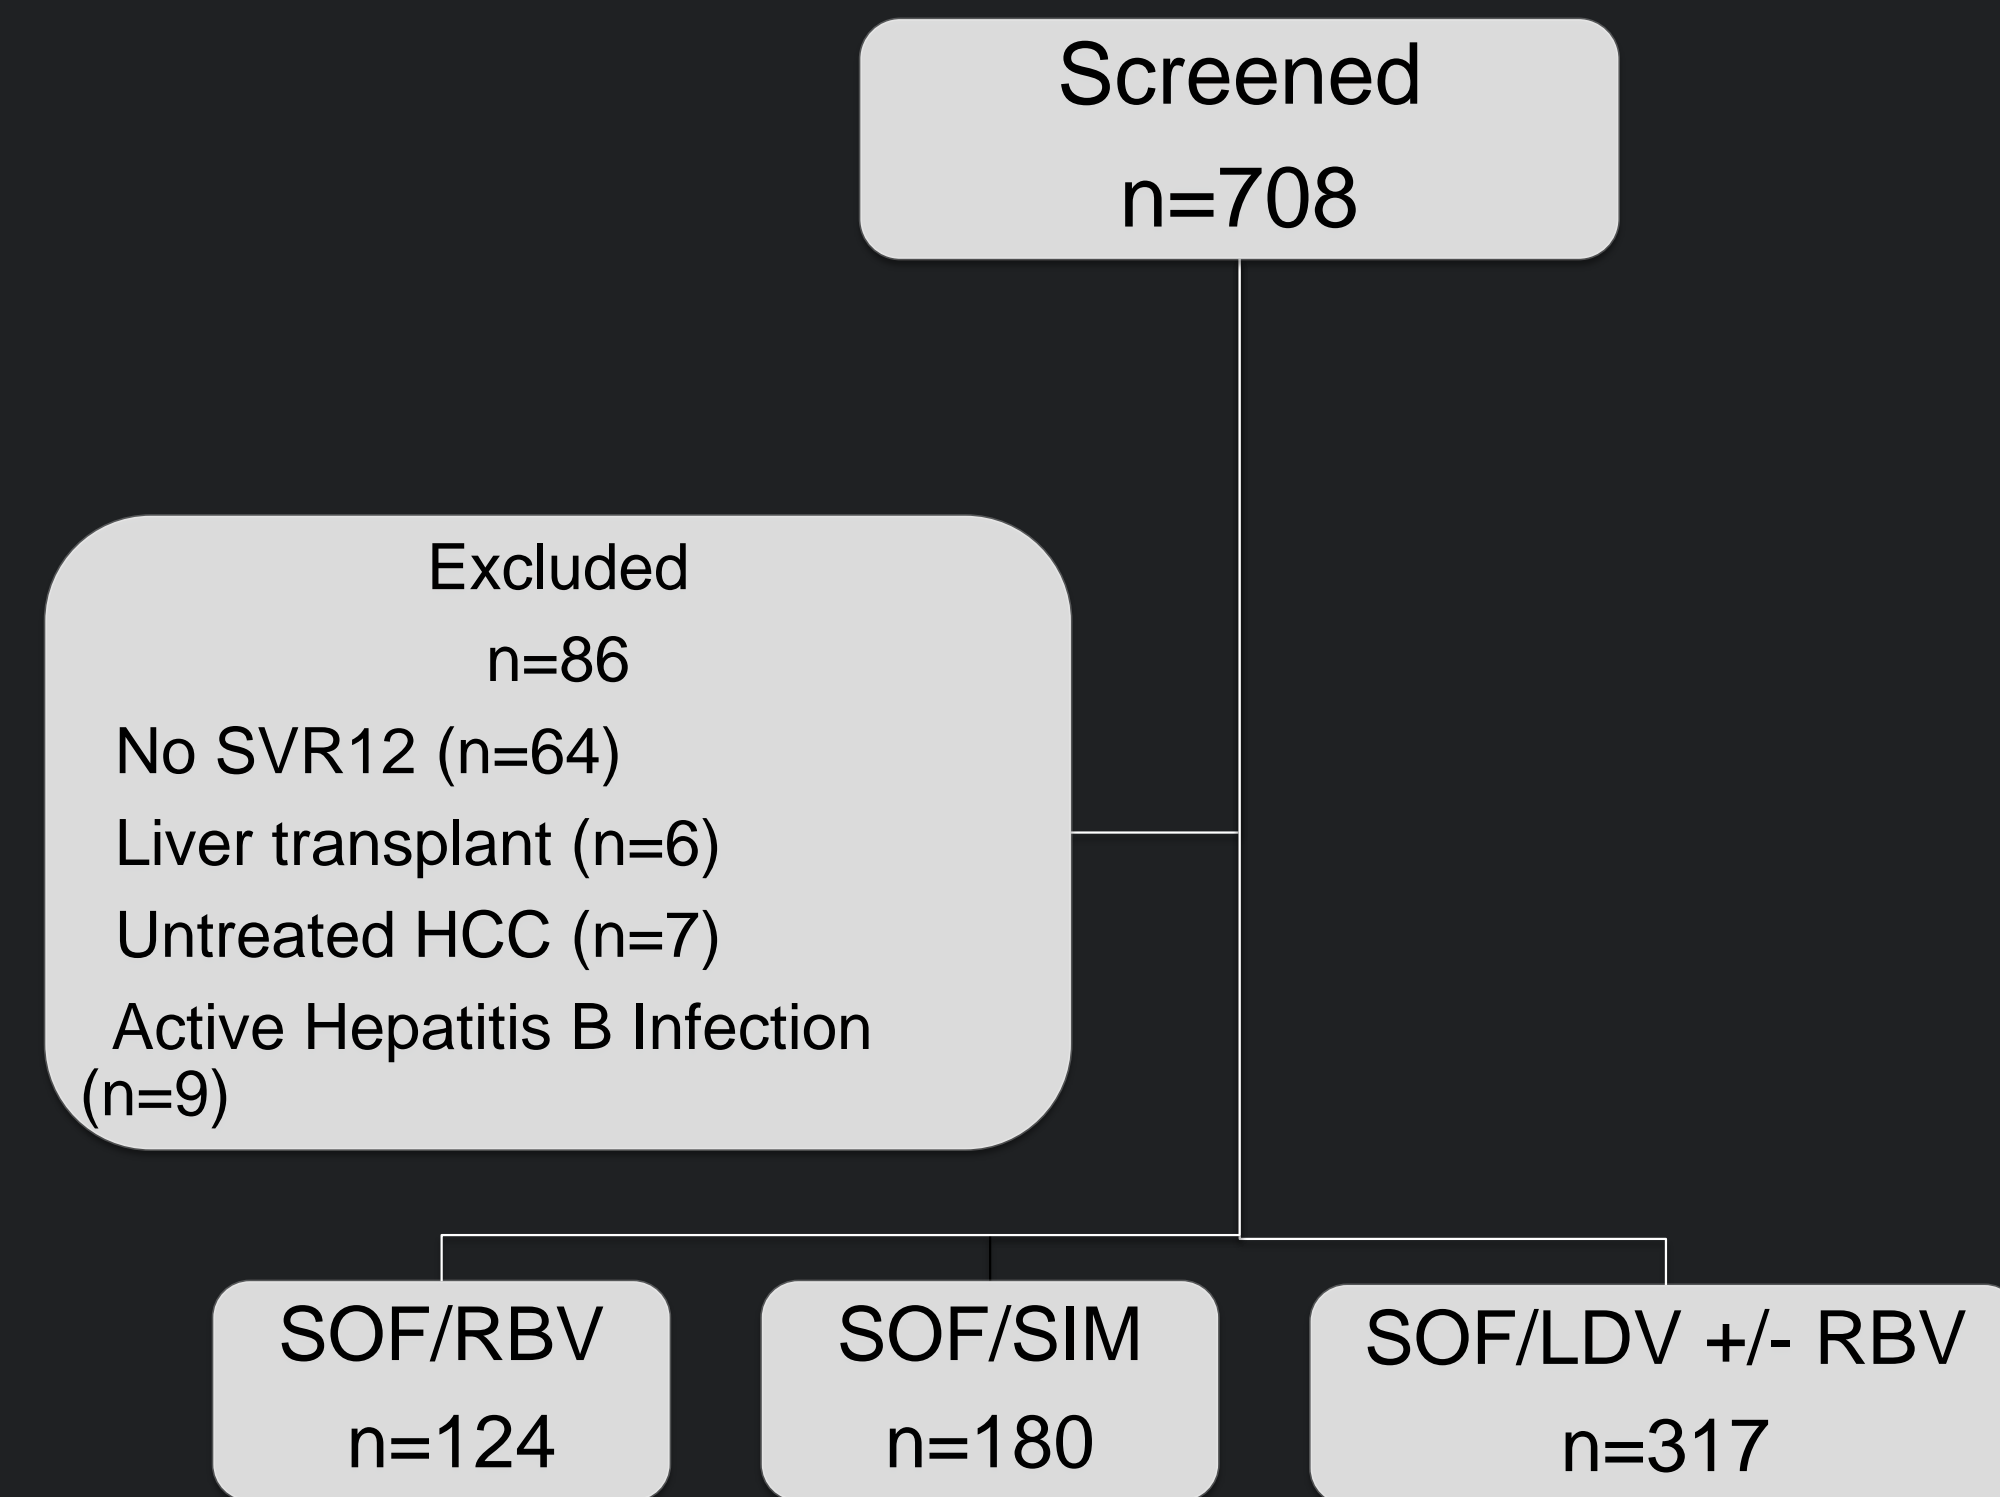 Screened
n=708
Excluded
n=86
No SVR12 (n=64)
Liver transplant (n=6)
Untreated HCC (n=7)
Active Hepatitis B Infection
(n=9)
SOF/RBV
n=124
SOF/SIM
n=180
SOF/LDV +/- RBV
n=317